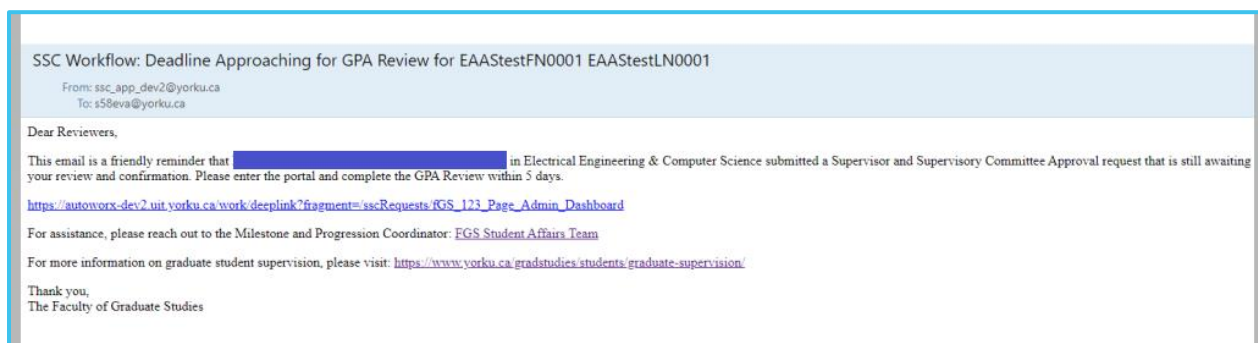 SSC Workflow: Deadline Approaching for GPA Review for EAAStestFN0001 EAAStestLN0001
From: ssc_app_dev2@yorku.ca
To: s58eva@yorku.ca
Dear Reviewers,
This email is a friendly reminder that in Electrical Engineering & Computer Science submitted a Supervisor and Supervisory Committee Approval request that is still awaiting
your review and confirmation. Please enter the portal and complete the GPA Review within 5 days.
https://autoworx-dev2.uit.yorku.ca/work/deeplink?fragment=/sscRequests/fGS_123_Page_Admin_Dashboard
For assistance, please reach out to the Milestone and Progression Coordinator: FGS Student Affairs Team
For more information on graduate student supervision, please visit: https://www.yorku.ca/gradstudies/students/graduate-supervision/
Thank you,
The Faculty of Graduate Studies